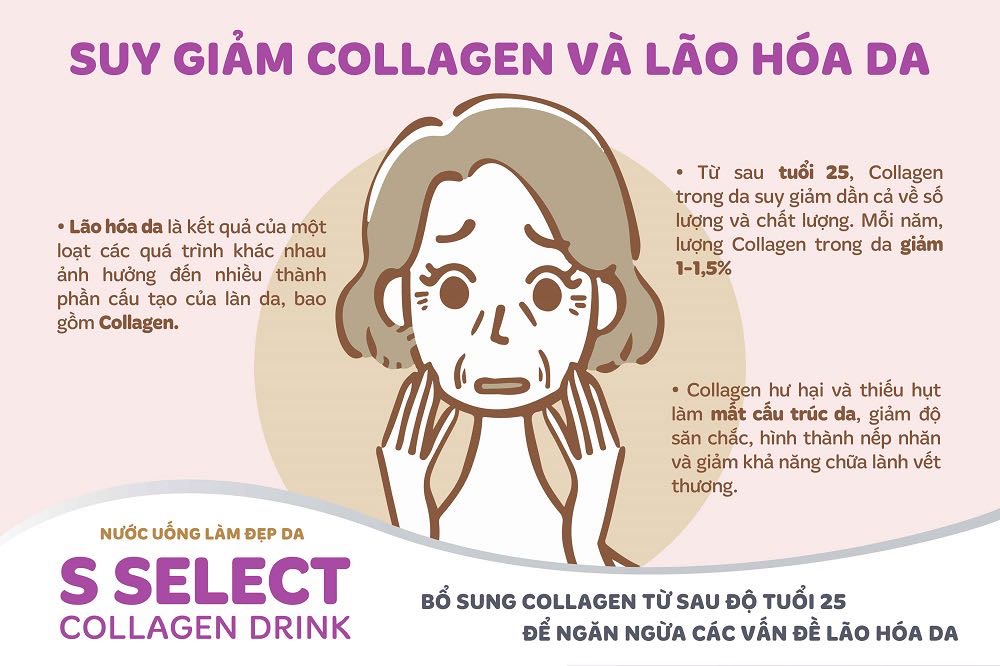 SUY GIẢM COLLAGEN VÀ LÃO HÓA DA
• Lão hóa da là kết quả của một
loạt các quá trình khác nhau
ảnh hưởng đến nhiều thành
phần cấu tạo của làn da, bao
gồm Collagen.
• Từ sau tuổi 25, Collagen
trong da suy giảm dần cả về số
lượng và chất lượng. Mỗi năm,
lượng Collagen trong da giảm
1-1,5%
• Collagen hư hại và thiếu hụt
làm mất cấu trúc da, giảm độ
săn chắc, hình thành nếp nhăn
và giảm khả năng chữa lành vết
thương.
NƯỚC UỐNG LÀM ĐẸP DA
S SELECT
COLLAGEN DRINK
BỔ SUNG COLLAGEN TỪ SAU ĐỘ TUỔI 25
ĐỂ NGĂN NGỪA CÁC VẤN ĐỀ LÃO HÓA DA